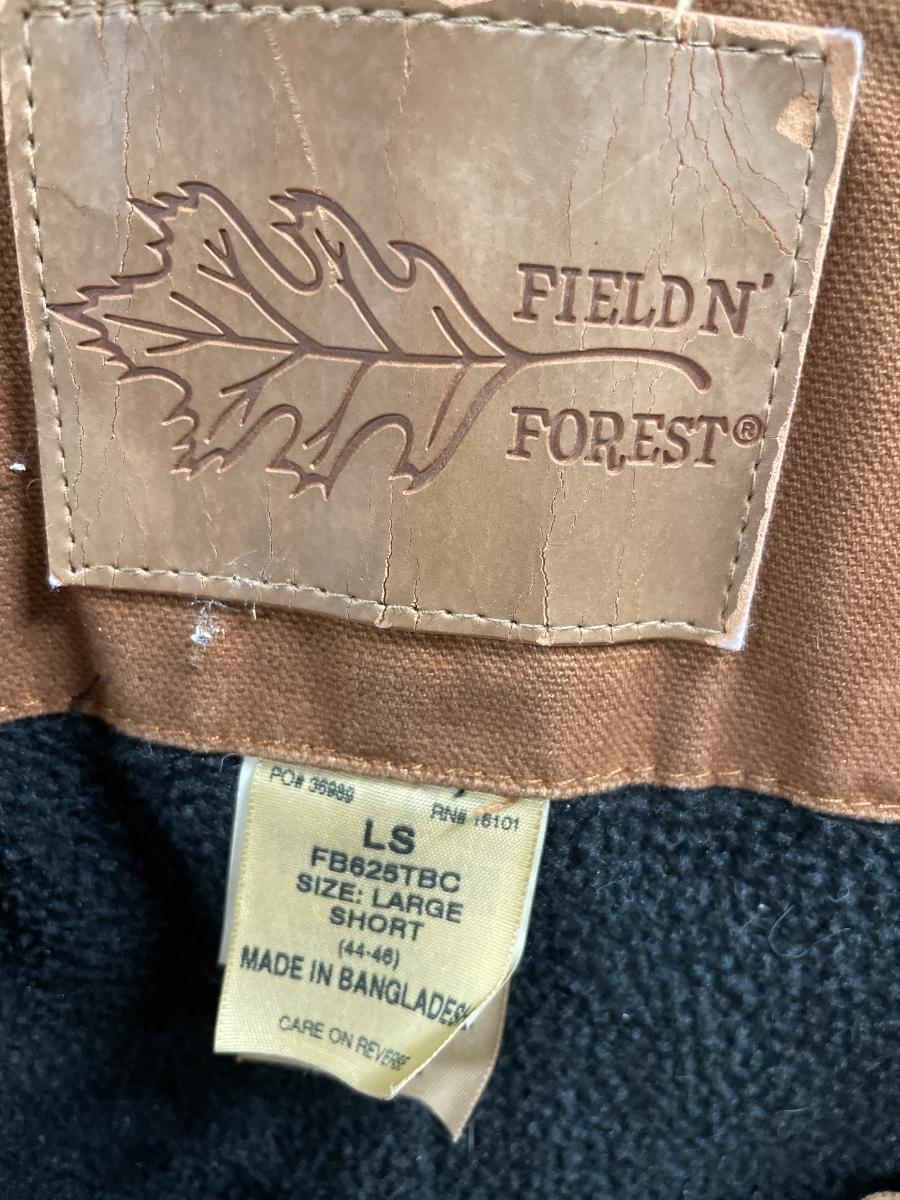 FIELD N'
FOREST®
PO# 36989
RN# 16101
LS
FB625TBC
SIZE: LARGE
SHORT
(44-46)
MADE IN BANGLADESH
CARE ON REVERSE